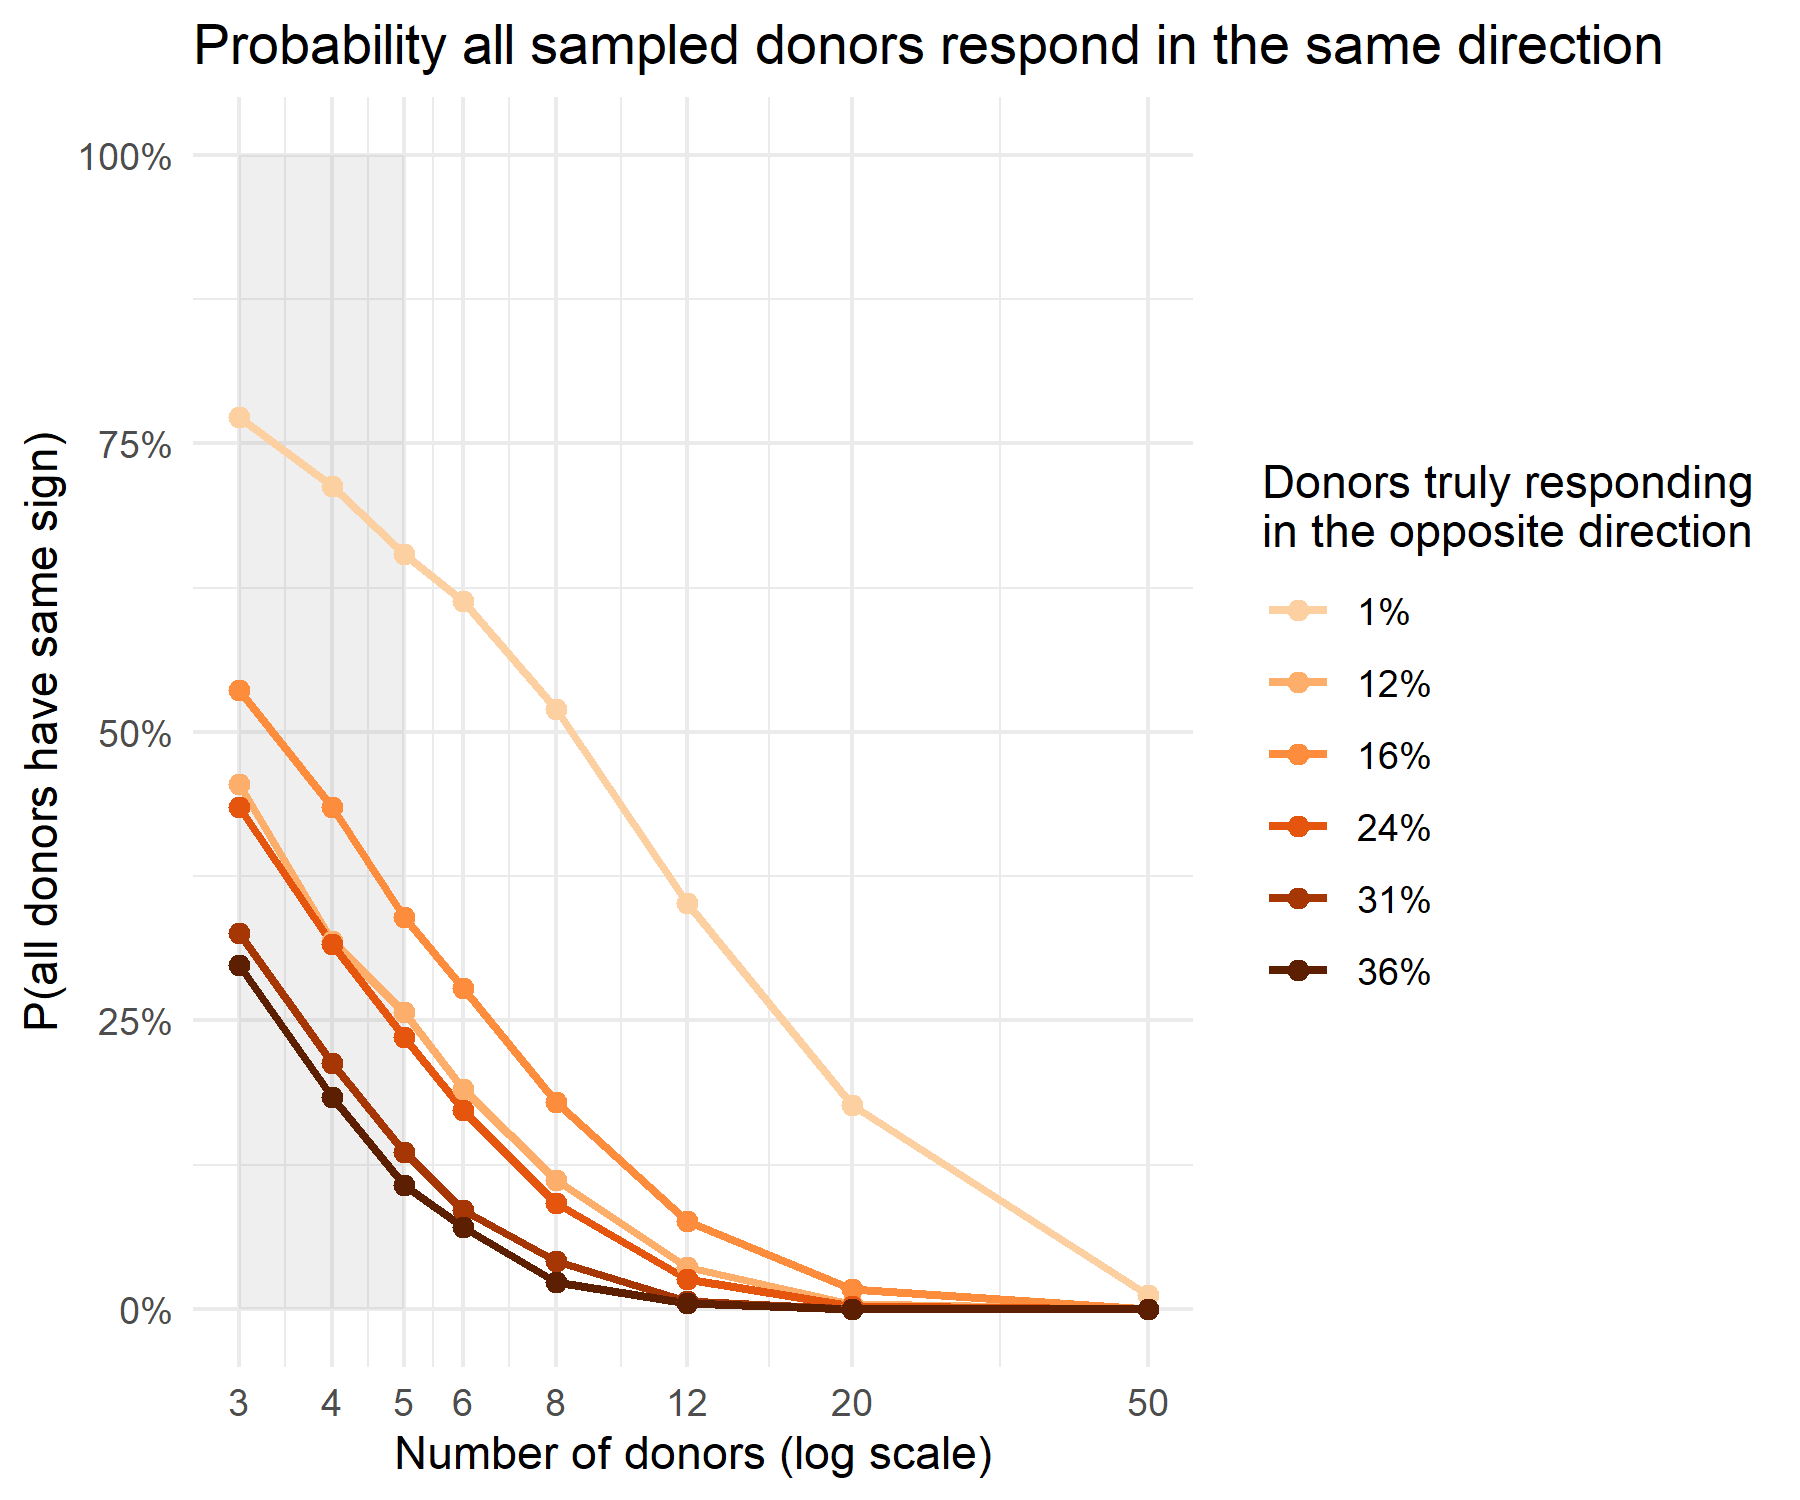 Probability all sampled donors respond in the same direction
P(all donors have same sign)
100%
75%
50%
25%
0%
3 4 5 6 8 12 20 50
Number of donors (log scale)
Donors truly responding
in the opposite direction
1%
12%
16%
24%
31%
36%